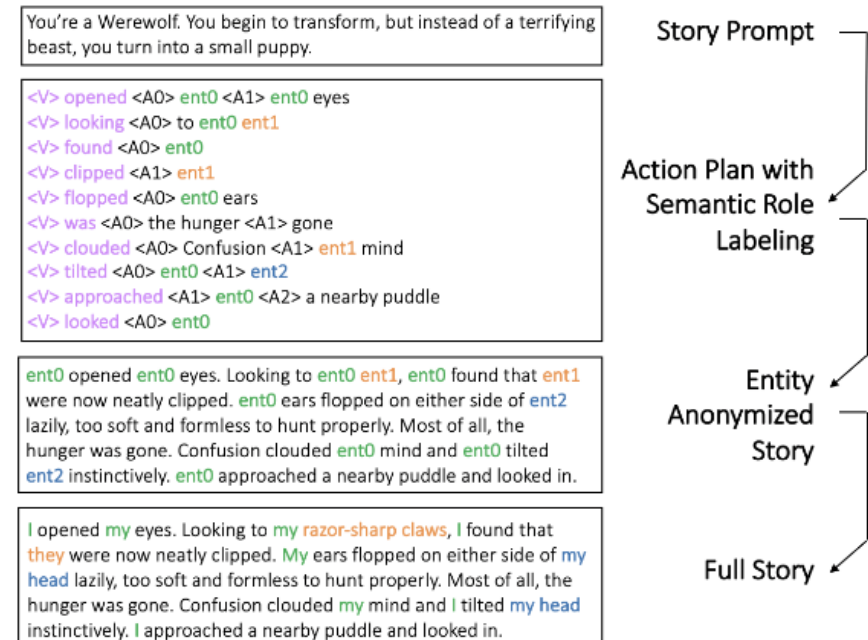 You're a Werewolf. You begin to transform, but instead of a terrifying
beast, you turn into a small puppy.
Story Prompt
<V> opened <A0> ent0 <A1> ent0 eyes
<V> looking <A0> to ent0 ent1
<V> found <A0> ent0
<V> clipped <A1> ent1
<V> flopped <A0> ent0 ears
<V> was <A0> the hunger <A1> gone
<V> clouded <A0> Confusion <A1> ent1 mind
<V> tilted <A0> ent0 <A1> ent2
<V> approached <A1> ent0 <A2> a nearby puddle
<V> looked <A0> ent0
Action Plan with
Semantic Role
Labeling
ent0 opened ent0 eyes. Looking to ent0 ent1, ent0 found that ent1
were now neatly clipped. ent0 ears flopped on either side of ent2
lazily, too soft and formless to hunt properly. Most of all, the
hunger was gone. Confusion clouded ent0 mind and ent0 tilted
ent2 instinctively. ent0 approached a nearby puddle and looked in.
Entity
Anonymized
Story
I opened my eyes. Looking to my razor-sharp claws, I found that
they were now neatly clipped. My ears flopped on either side of my
head lazily, too soft and formless to hunt properly. Most of all, the
hunger was gone. Confusion clouded my mind and I tilted my head
instinctively. I approached a nearby puddle and looked in.
Full Story